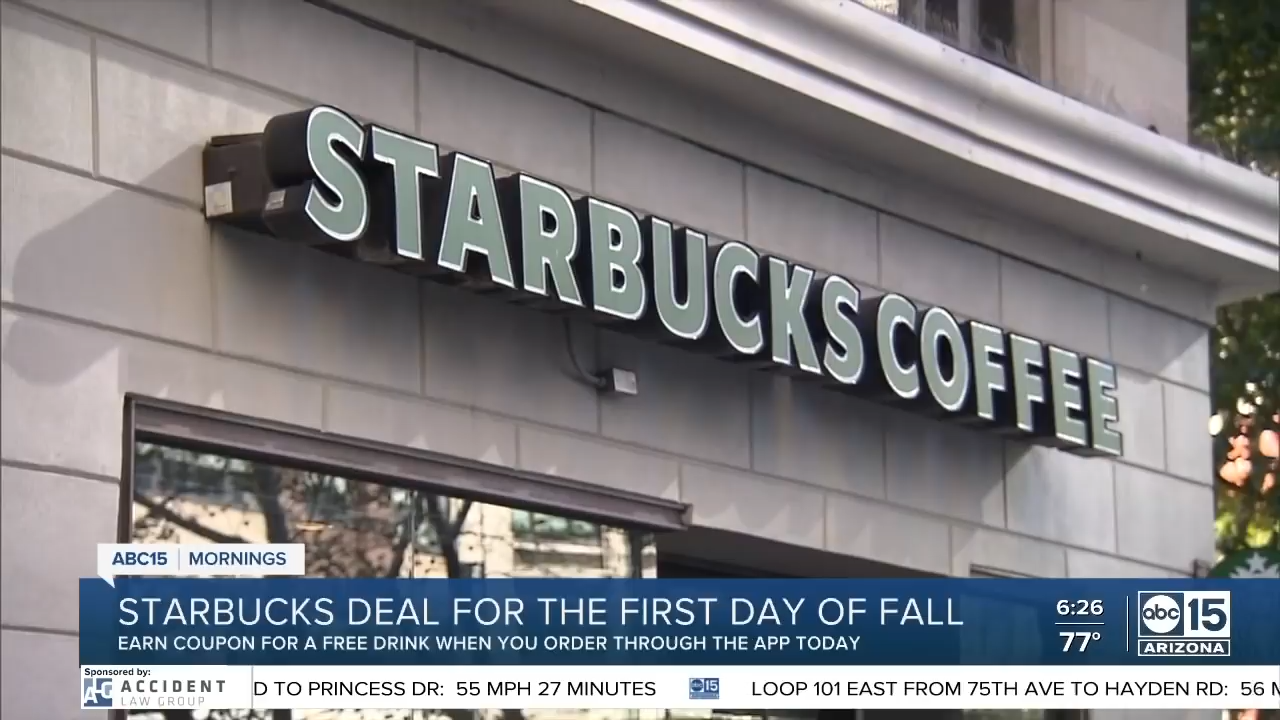 STARBUCKS COFFEE
ABC15 MORNINGS
STARBUCKS DEAL FOR THE FIRST DAY OF FALL
EARN COUPON FOR A FREE DRINK WHEN YOU ORDER THROUGH THE APP TODAY
6:26
77°
abc 15
ARIZONA
Sponsored by:
ALG ACCIDENT
LAW GROUP
D TO PRINCESS DR: 55 MPH 27 MINUTES abc 15 LOOP 101 EAST FROM 75TH AVE TO HAYDEN RD: 56 M